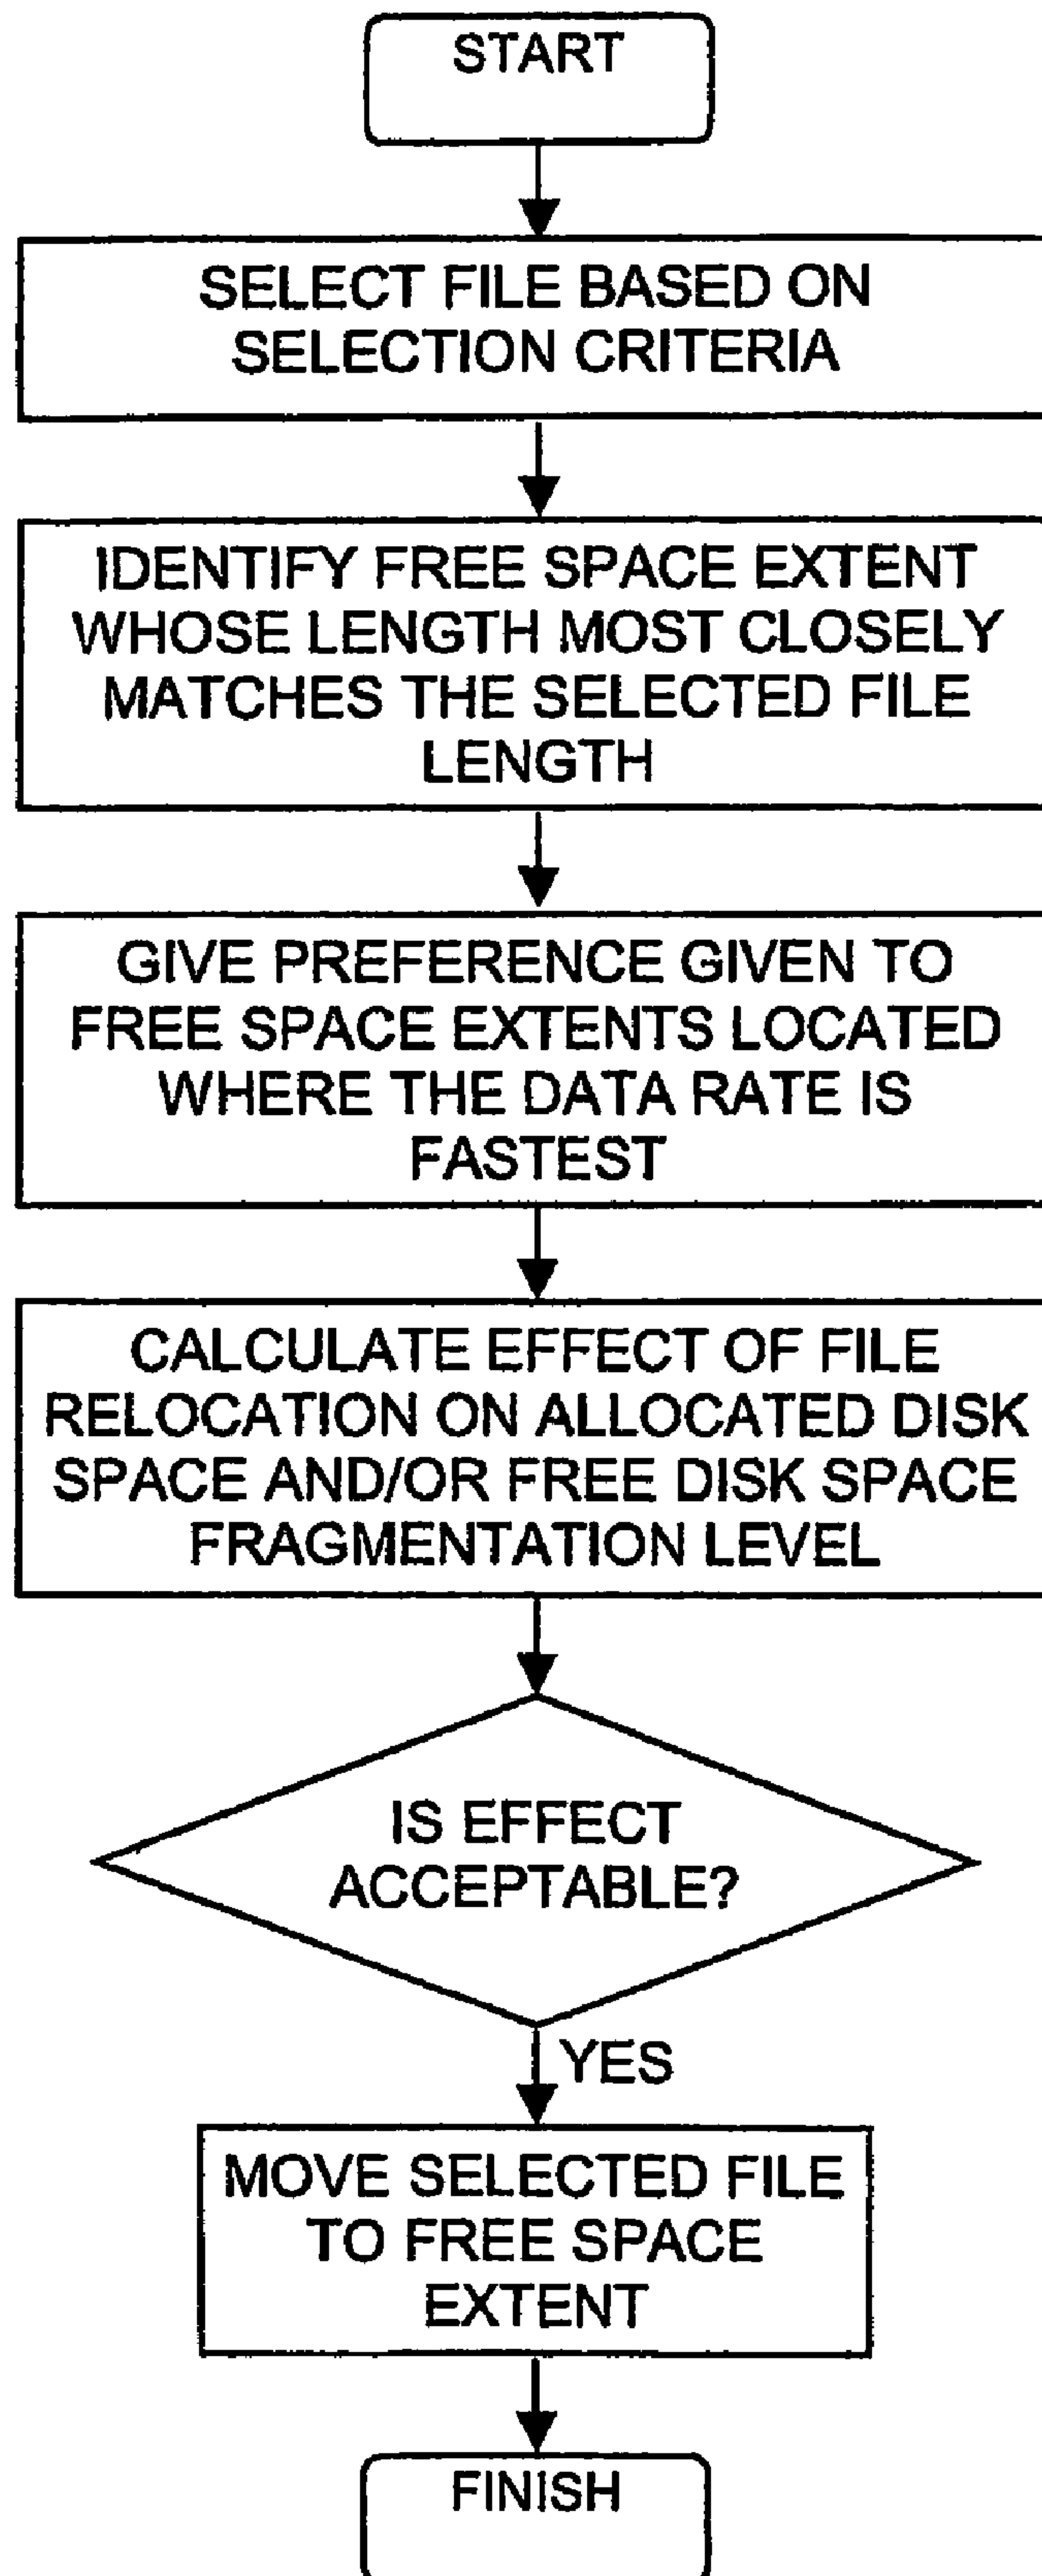 START
SELECT FILE BASED ON
SELECTION CRITERIA
IDENTIFY FREE SPACE EXTENT
WHOSE LENGTH MOST CLOSELY
MATCHES THE SELECTED FILE
LENGTH
GIVE PREFERENCE GIVEN TO
FREE SPACE EXTENTS LOCATED
WHERE THE DATA RATE IS
FASTEST
CALCULATE EFFECT OF FILE
RELOCATION ON ALLOCATED DISK
SPACE AND/OR FREE DISK SPACE
FRAGMENTATION LEVEL
IS EFFECT
ACCEPTABLE?
YES
MOVE SELECTED FILE
TO FREE SPACE
EXTENT
FINISH